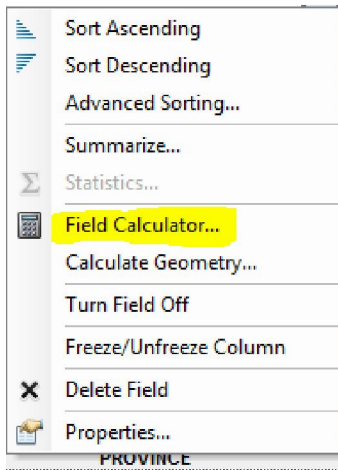 Sort Ascending
Sort Descending
Advanced Sorting...
Summarize...
Statistics...
Field Calculator...
Calculate Geometry...
Turn Field Off
Freeze/Unfreeze Column
Delete Field
Properties...
PROVINCE